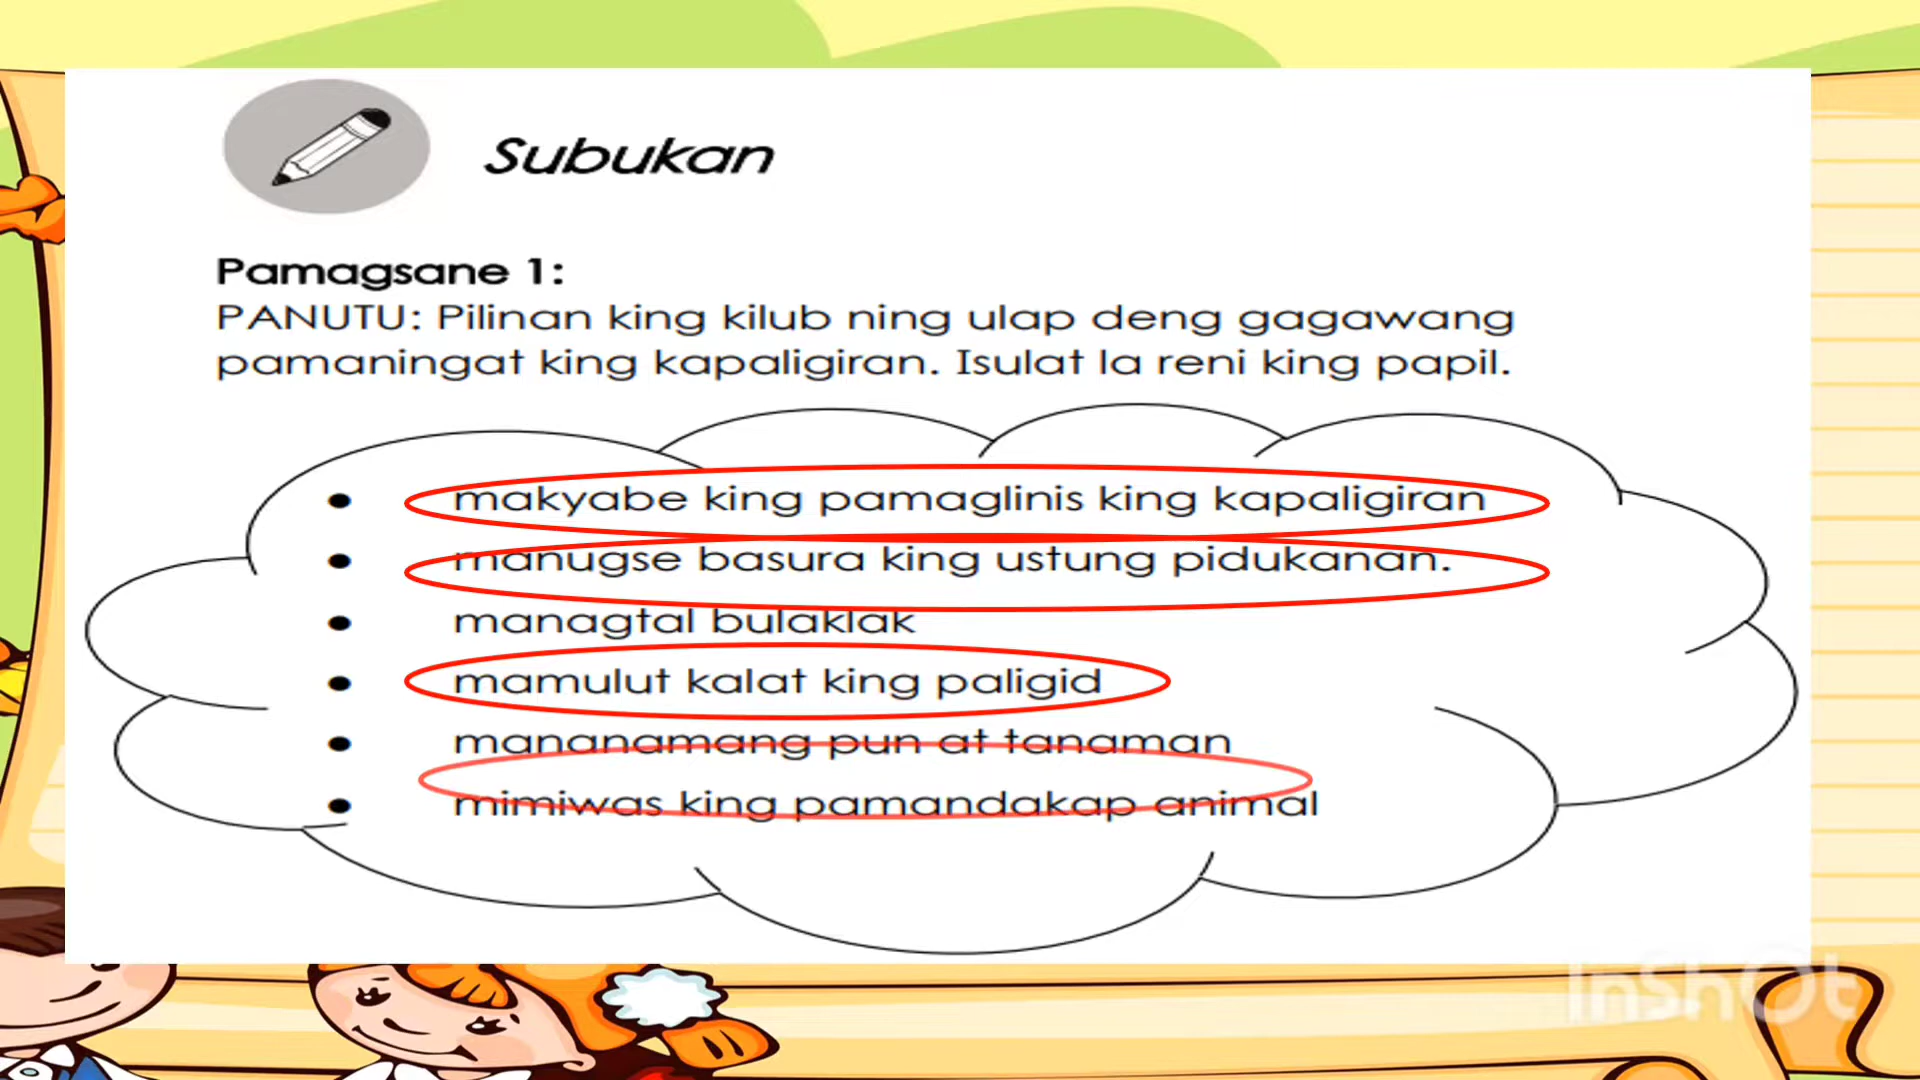 Subukan
Pamagsane 1:
PANUTU: Pilinan king kilub ning ulap deng gagawang
pamaningat king kapaligiran. Isulat la reni king papil.
• makyabe king pamaglinis king kapaligiran
• manugse basura king ustung pidukanan.
• managtal bulaklak
• mamulut kalat king paligid
• mananamang pun at tanaman
• mimiwas king pamandakap animal
InShOt